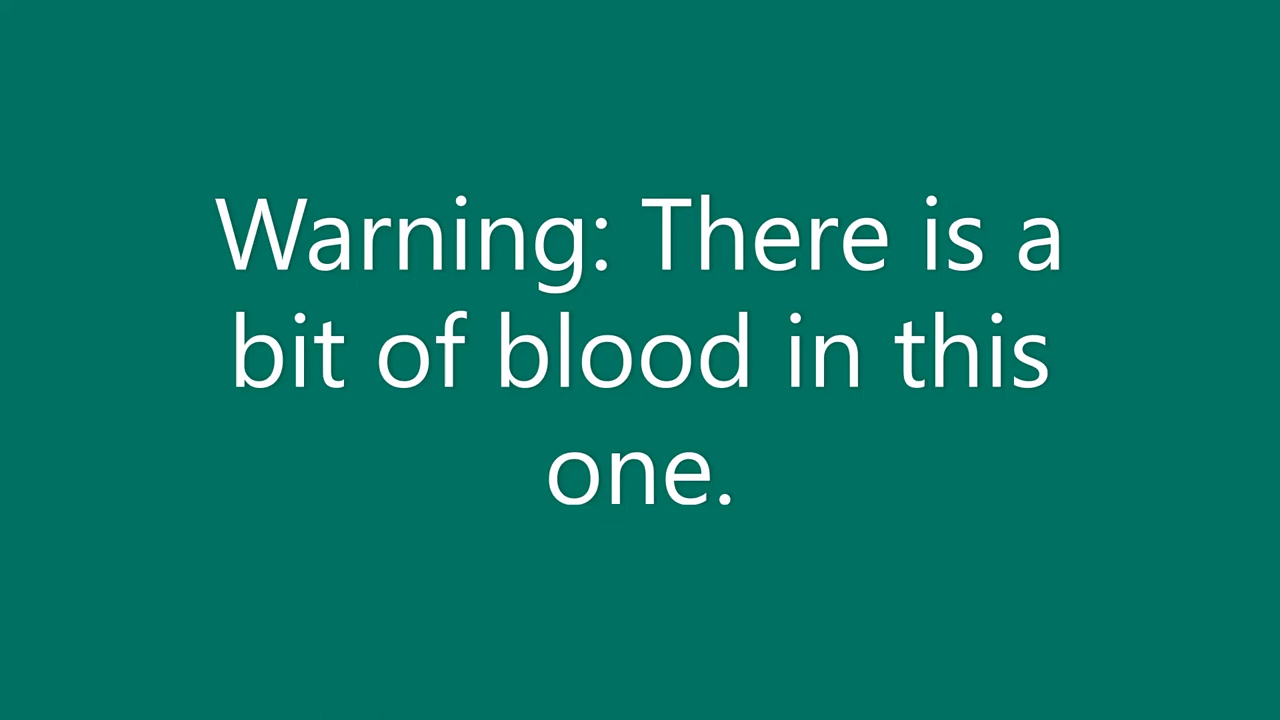 Warning: There is a
bit of blood in this
one.